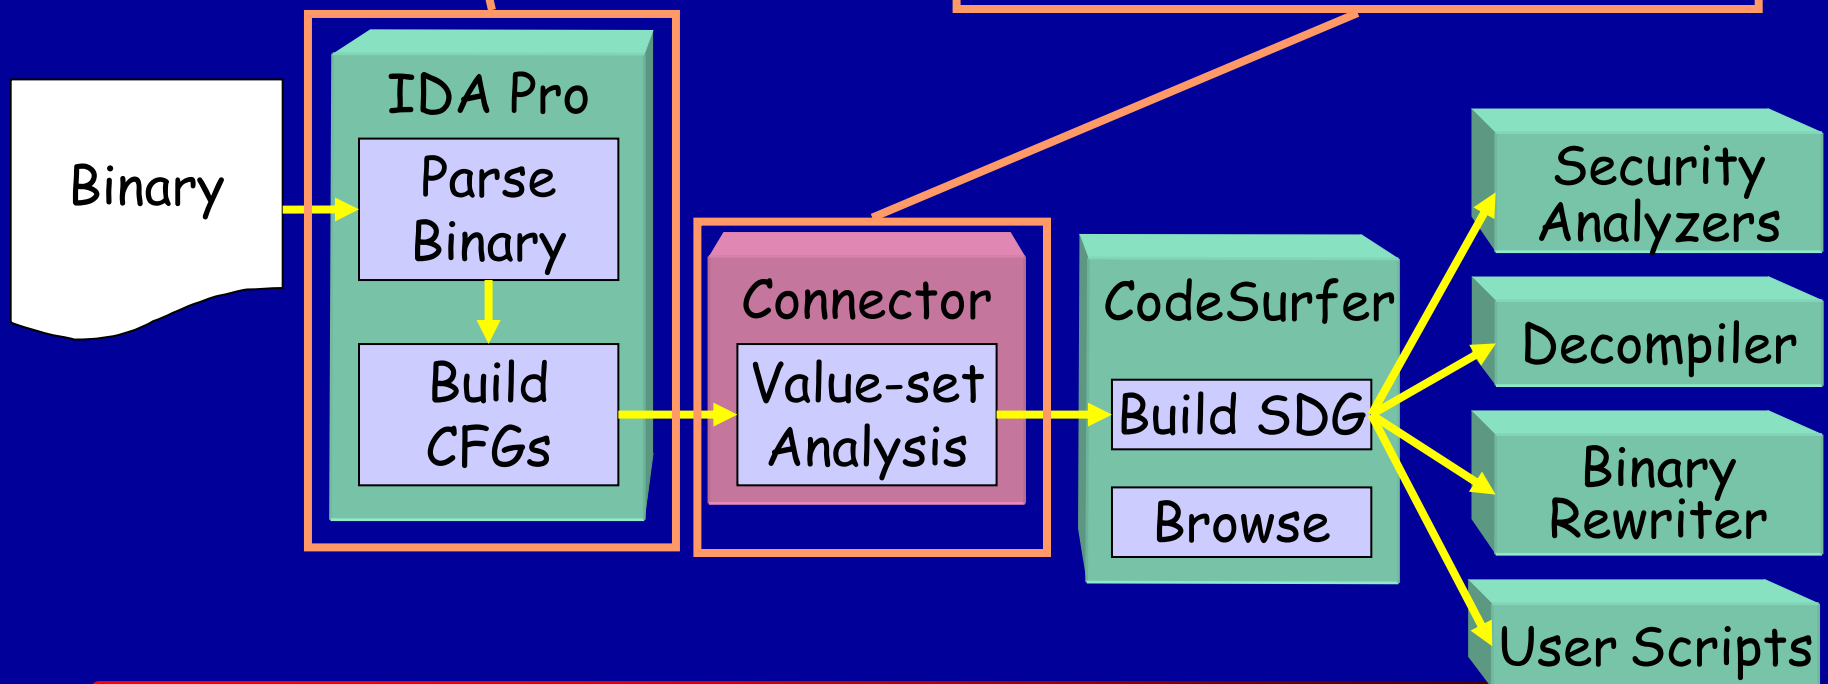 Binary
IDA Pro
Parse
Binary
Build
CFGs
Connector
Value-set
Analysis
CodeSurfer
Build SDG
Browse
Security
Analyzers
Decompiler
Binary
Rewriter
User Scripts